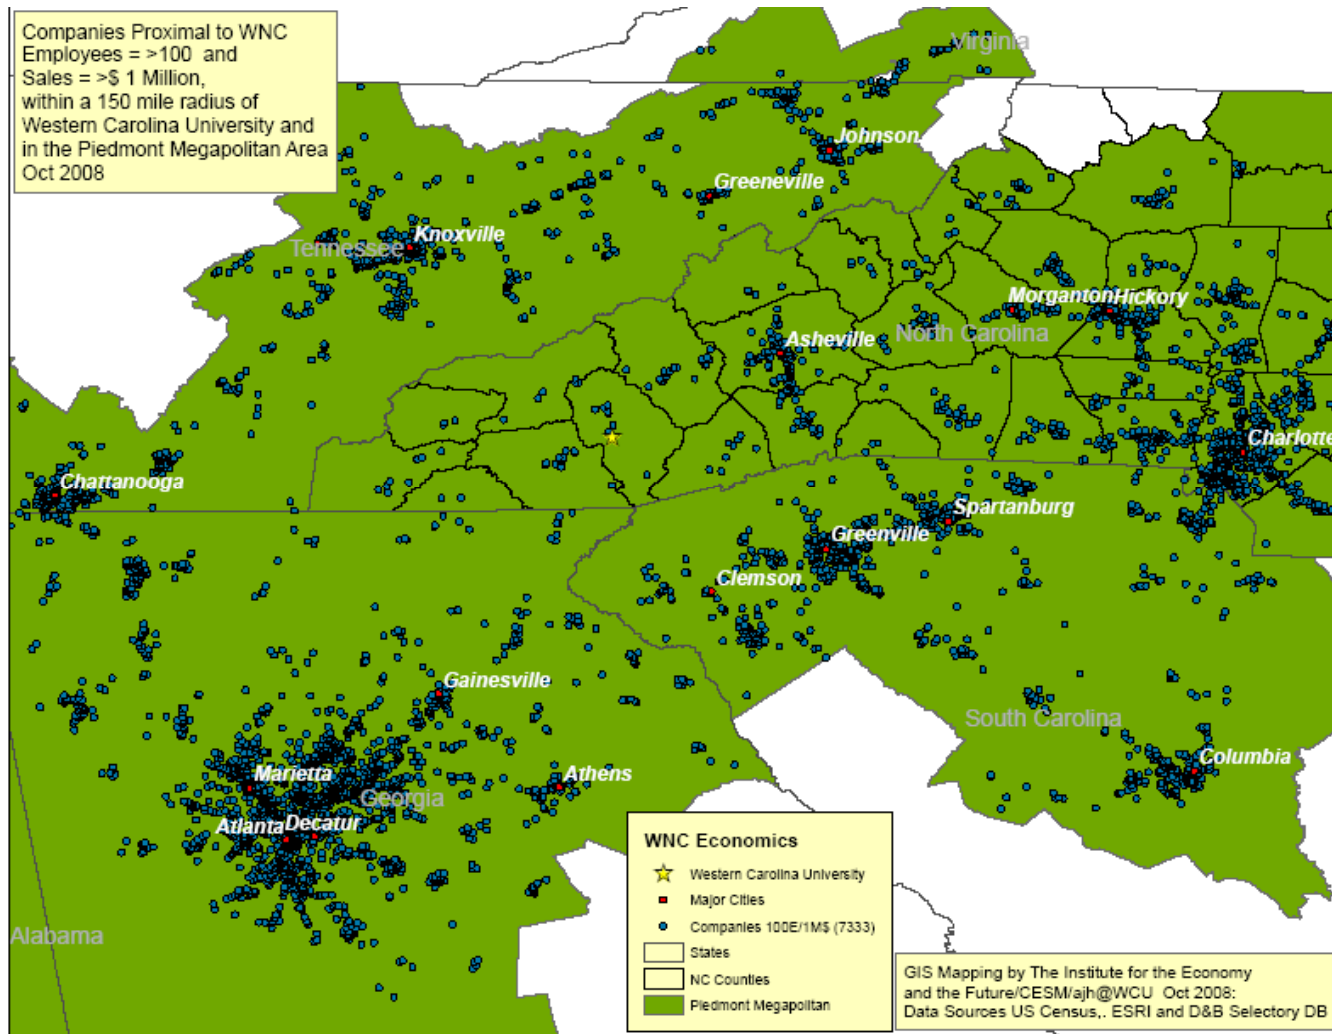 Companies Proximal to WNC
Employees = >100 and
Sales = >$ 1 Million,
within a 150 mile radius of
Western Carolina University and
in the Piedmont Megapolitan Area
Oct 2008
Virginia
Johnson
Greeneville
Knoxville
Tennessee
Morganton
Hickory
North Carolina
Asheville
Charlotte
Chattanooga
Spartanburg
Greenville
Clemson
Gainesville
South Carolina
Columbia
Marietta
Athens
Georgia
Atlanta
Decatur
Alabama
WNC Economics
Western Carolina University
Major Cities
Companies 100E/1M$ (7333)
States
NC Counties
Piedmont Megapolitan
GIS Mapping by The Institute for the Economy
and the Future/CESM/ajh@WCU Oct 2008:
Data Sources US Census,. ESRI and D&B Selectory DB